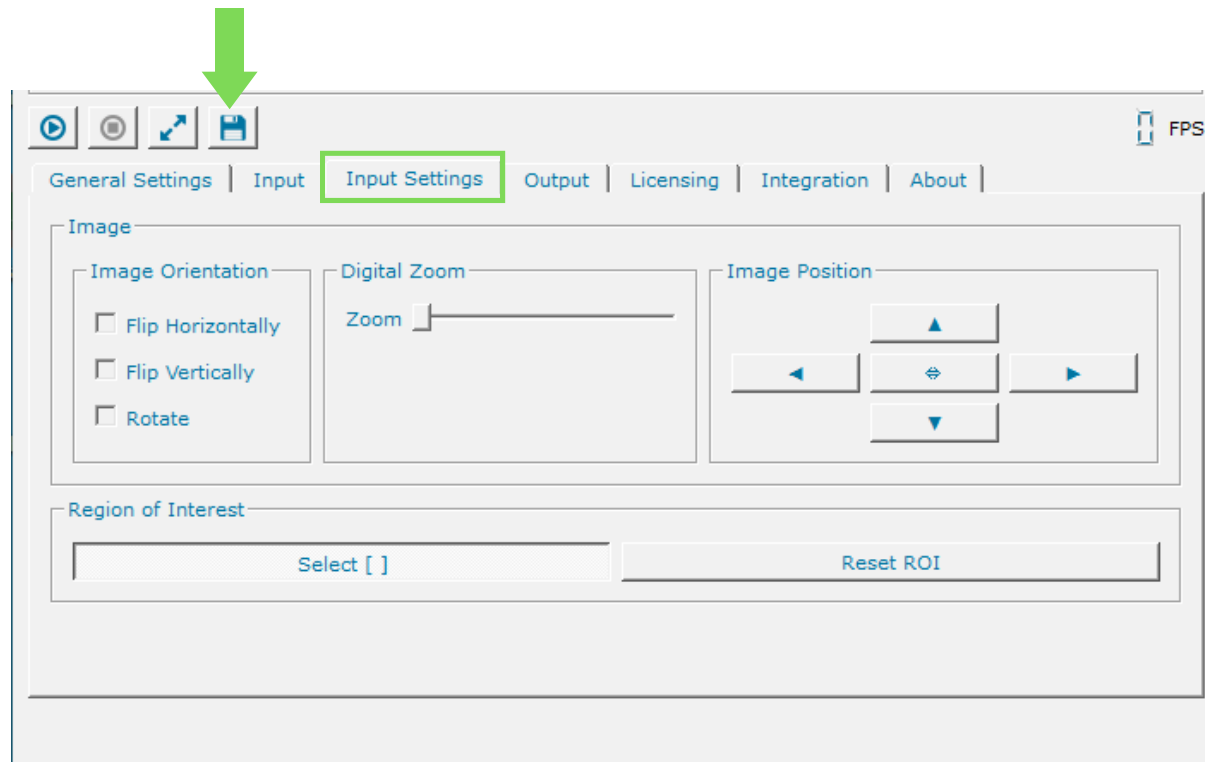 0 FPS
General Settings Input Input Settings Output Licensing Integration About
Image
Image Orientation Digital Zoom Image Position
Flip Horizontally Zoom
Flip Vertically
Rotate
Region of Interest
Select [ ] Reset ROI